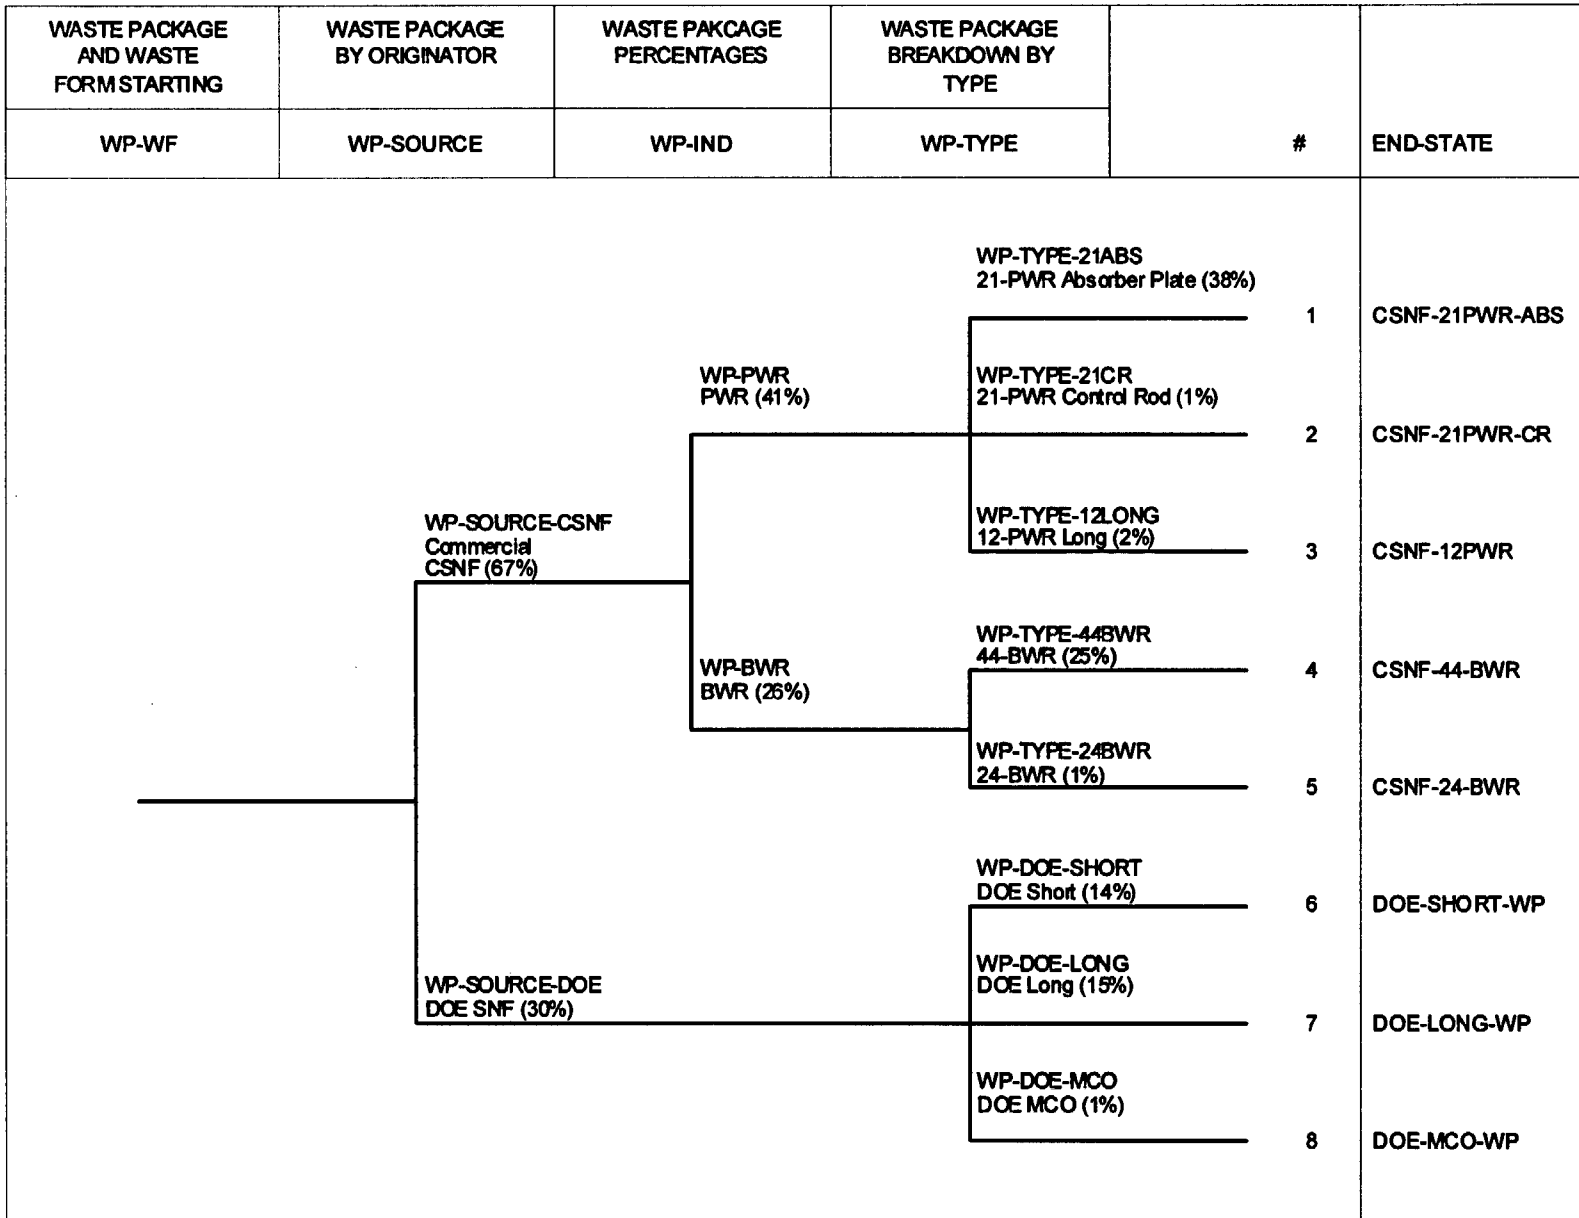 WASTE PACKAGE
AND WASTE
FORM STARTING
WASTE PACKAGE
BY ORIGINATOR
WASTE PAKCAGE
PERCENTAGES
WASTE PACKAGE
BREAKDOWN BY
TYPE
WP-WF
WP-SOURCE
WP-IND
WP-TYPE
#
END-STATE
WP-TYPE-21ABS
21-PWR Absorber Plate (38%)
1
CSNF-21PWR-ABS
WP-PWR
PWR (41%)
WP-TYPE-21CR
21-PWR Control Rod (1%)
2
CSNF-21PWR-CR
WP-SOURCE-CSNF
Commercial
CSNF (67%)
WP-TYPE-12LONG
12-PWR Long (2%)
3
CSNF-12PWR
WP-BWR
BWR (26%)
WP-TYPE-44BWR
44-BWR (25%)
4
CSNF-44-BWR
WP-TYPE-24BWR
24-BWR (1%)
5
CSNF-24-BWR
WP-DOE-SHORT
DOE Short (14%)
6
DOE-SHORT-WP
WP-SOURCE-DOE
DOE SNF (30%)
WP-DOE-LONG
DOE Long (15%)
7
DOE-LONG-WP
WP-DOE-MCO
DOE MCO (1%)
8
DOE-MCO-WP